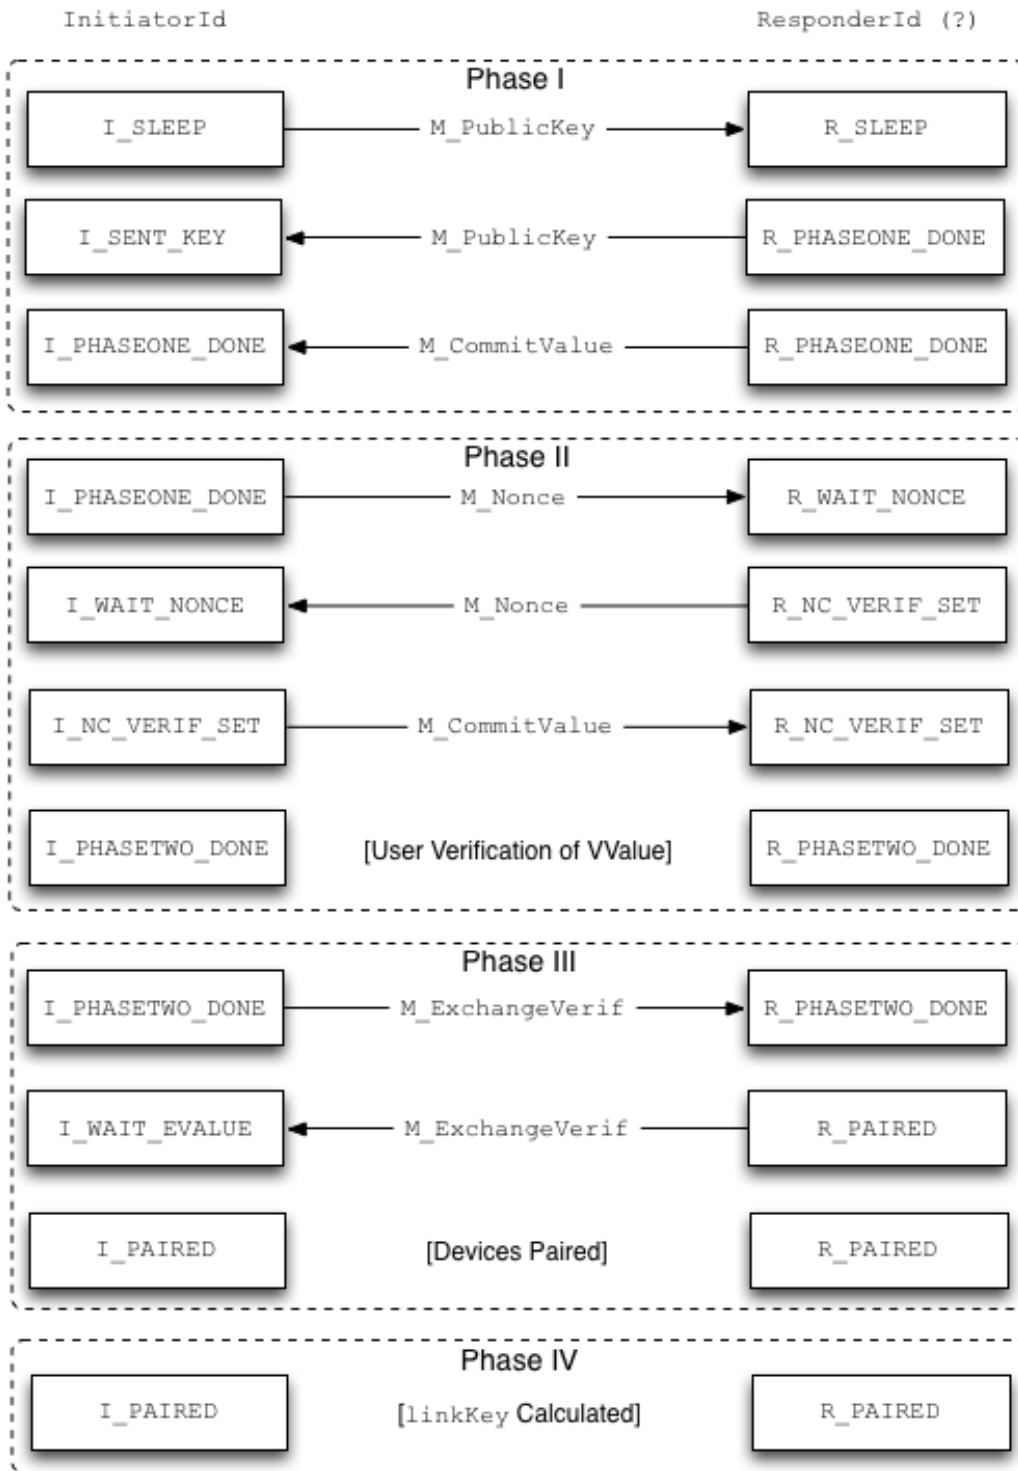 InitiatorId ResponderId (?)
Phase I
I_SLEEP M_PublicKey R_SLEEP
I_SENT_KEY M_PublicKey R_PHASEONE_DONE
I_PHASEONE_DONE M_CommitValue R_PHASEONE_DONE
Phase II
I_PHASEONE_DONE M_Nonce R_WAIT_NONCE
I_WAIT_NONCE M_Nonce R_NC_VERIF_SET
I_NC_VERIF_SET M_CommitValue R_NC_VERIF_SET
I_PHASETWO_DONE [User Verification of VValue] R_PHASETWO_DONE
Phase III
I_PHASETWO_DONE M_ExchangeVerif R_PHASETWO_DONE
I_WAIT_EVALUE M_ExchangeVerif R_PAIRED
I_PAIRED [Devices Paired] R_PAIRED
Phase IV
I_PAIRED [linkKey Calculated] R_PAIRED